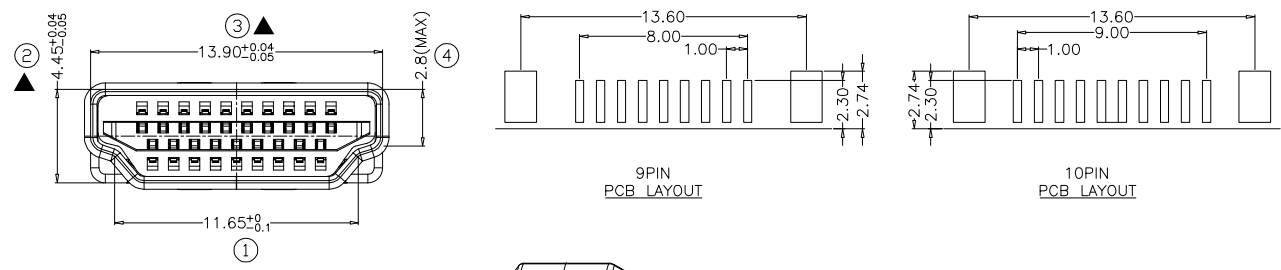 ③▲
13.90 +0.04 -0.05
②▲
4.45 +0.04 -0.05
2.8(MAX)
④
11.65 +0 -0.1
①
13.60
8.00
1.00
2.30
2.74
9PIN
PCB LAYOUT
13.60
9.00
1.00
2.74
2.30
10PIN
PCB LAYOUT